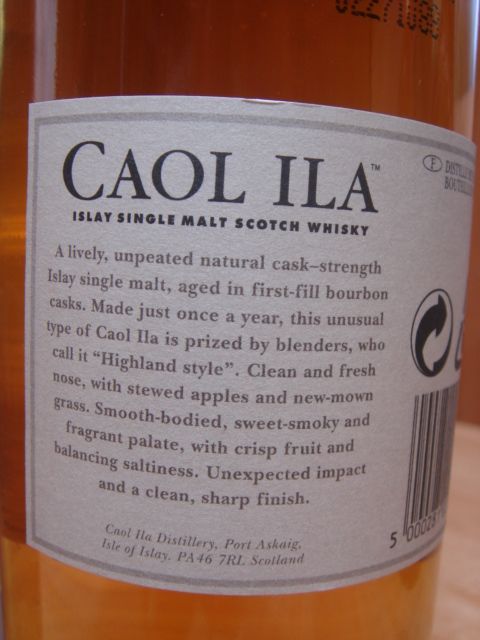 CAOL ILA™
ISLAY SINGLE MALT SCOTCH WHISKY
A lively, unpeated natural cask–strength
Islay single malt, aged in first-fill bourbon
casks. Made just once a year, this unusual
type of Caol Ila is prized by blenders, who
call it “Highland style”. Clean and fresh
nose, with stewed apples and new-mown
grass. Smooth-bodied, sweet-smoky and
fragrant palate, with crisp fruit and
balancing saltiness. Unexpected impact
and a clean, sharp finish.
Caol Ila Distillery, Port Askaig,
Isle of Islay. PA46 7RL Scotland
F
5 000281